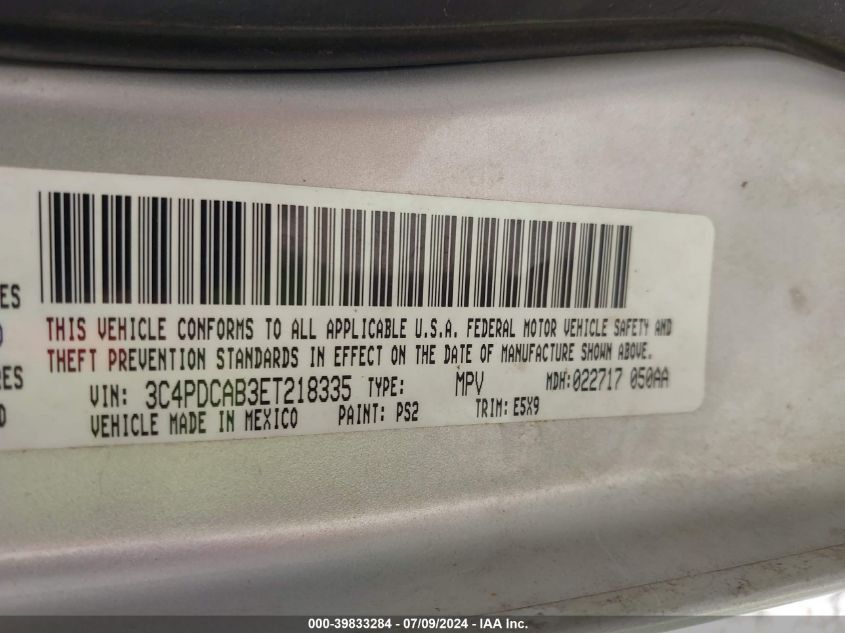 ES
THIS VEHICLE CONFORMS TO ALL APPLICABLE U.S.A. FEDERAL MOTOR VEHICLE SAFETY AND
THEFT PREVENTION STANDARDS IN EFFECT ON THE DATE OF MANUFACTURE SHOWN ABOVE.
RES
VIN: 3C4PDCAB3ET218335 TYPE: MPV MDH:022717 050AA
D
VEHICLE MADE IN MEXICO PAINT: PS2 TRIM: E5X9
000-39833284 - 07/09/2024 - IAA Inc.